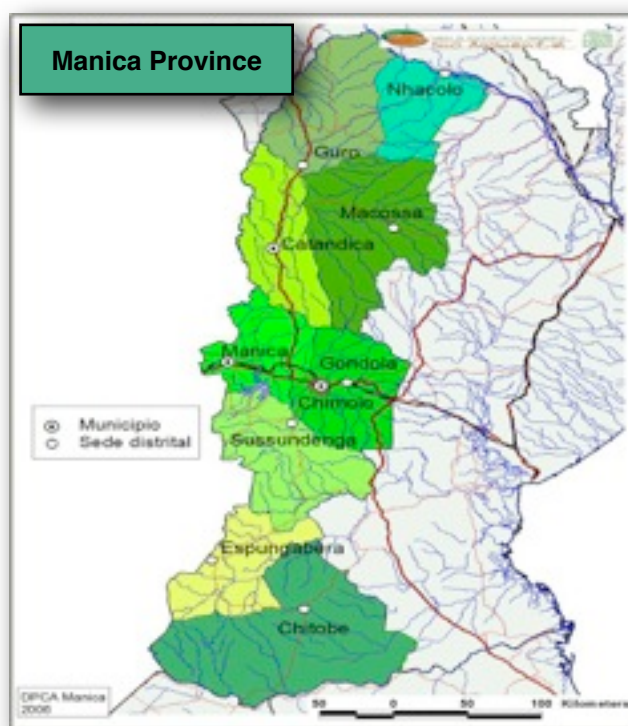 Manica Province
Nhacolo
Guro
Macossa
Catandica
Manica
Gondola
Chimoio
Municipio
Sede distrital
Sussundenga
Espungabera
Chitobe
DPCA Manica
2006
50 0 50 100 Kilometers